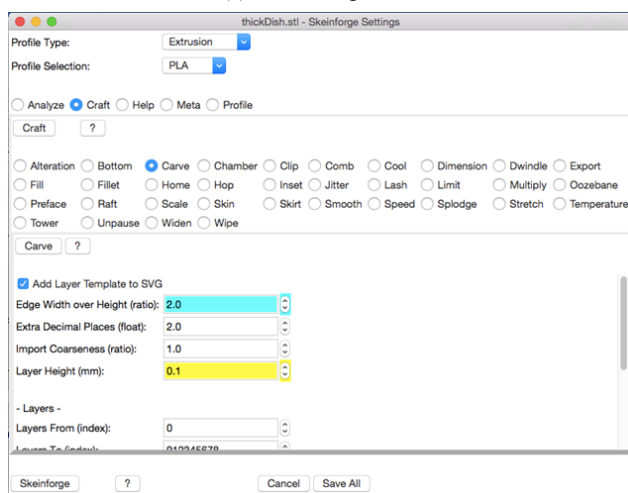 thickDish.stl - Skeinforge Settings
Profile Type: Extrusion
Profile Selection: PLA
Analyze Craft Help Meta Profile
Craft ?
Alteration Bottom Carve Chamber Clip Comb Cool Dimension Dwindle Export
Fill Fillet Home Hop Inset Jitter Lash Limit Multiply Oozebane
Preface Raft Scale Skin Skirt Smooth Speed Splodge Stretch Temperature
Tower Unpause Widen Wipe
Carve ?
Add Layer Template to SVG
Edge Width over Height (ratio): 2.0
Extra Decimal Places (float): 2.0
Import Coarseness (ratio): 1.0
Layer Height (mm): 0.1
- Layers -
Layers From (index): 0
Layers To (index): 912345678
Skeinforge ? Cancel Save All